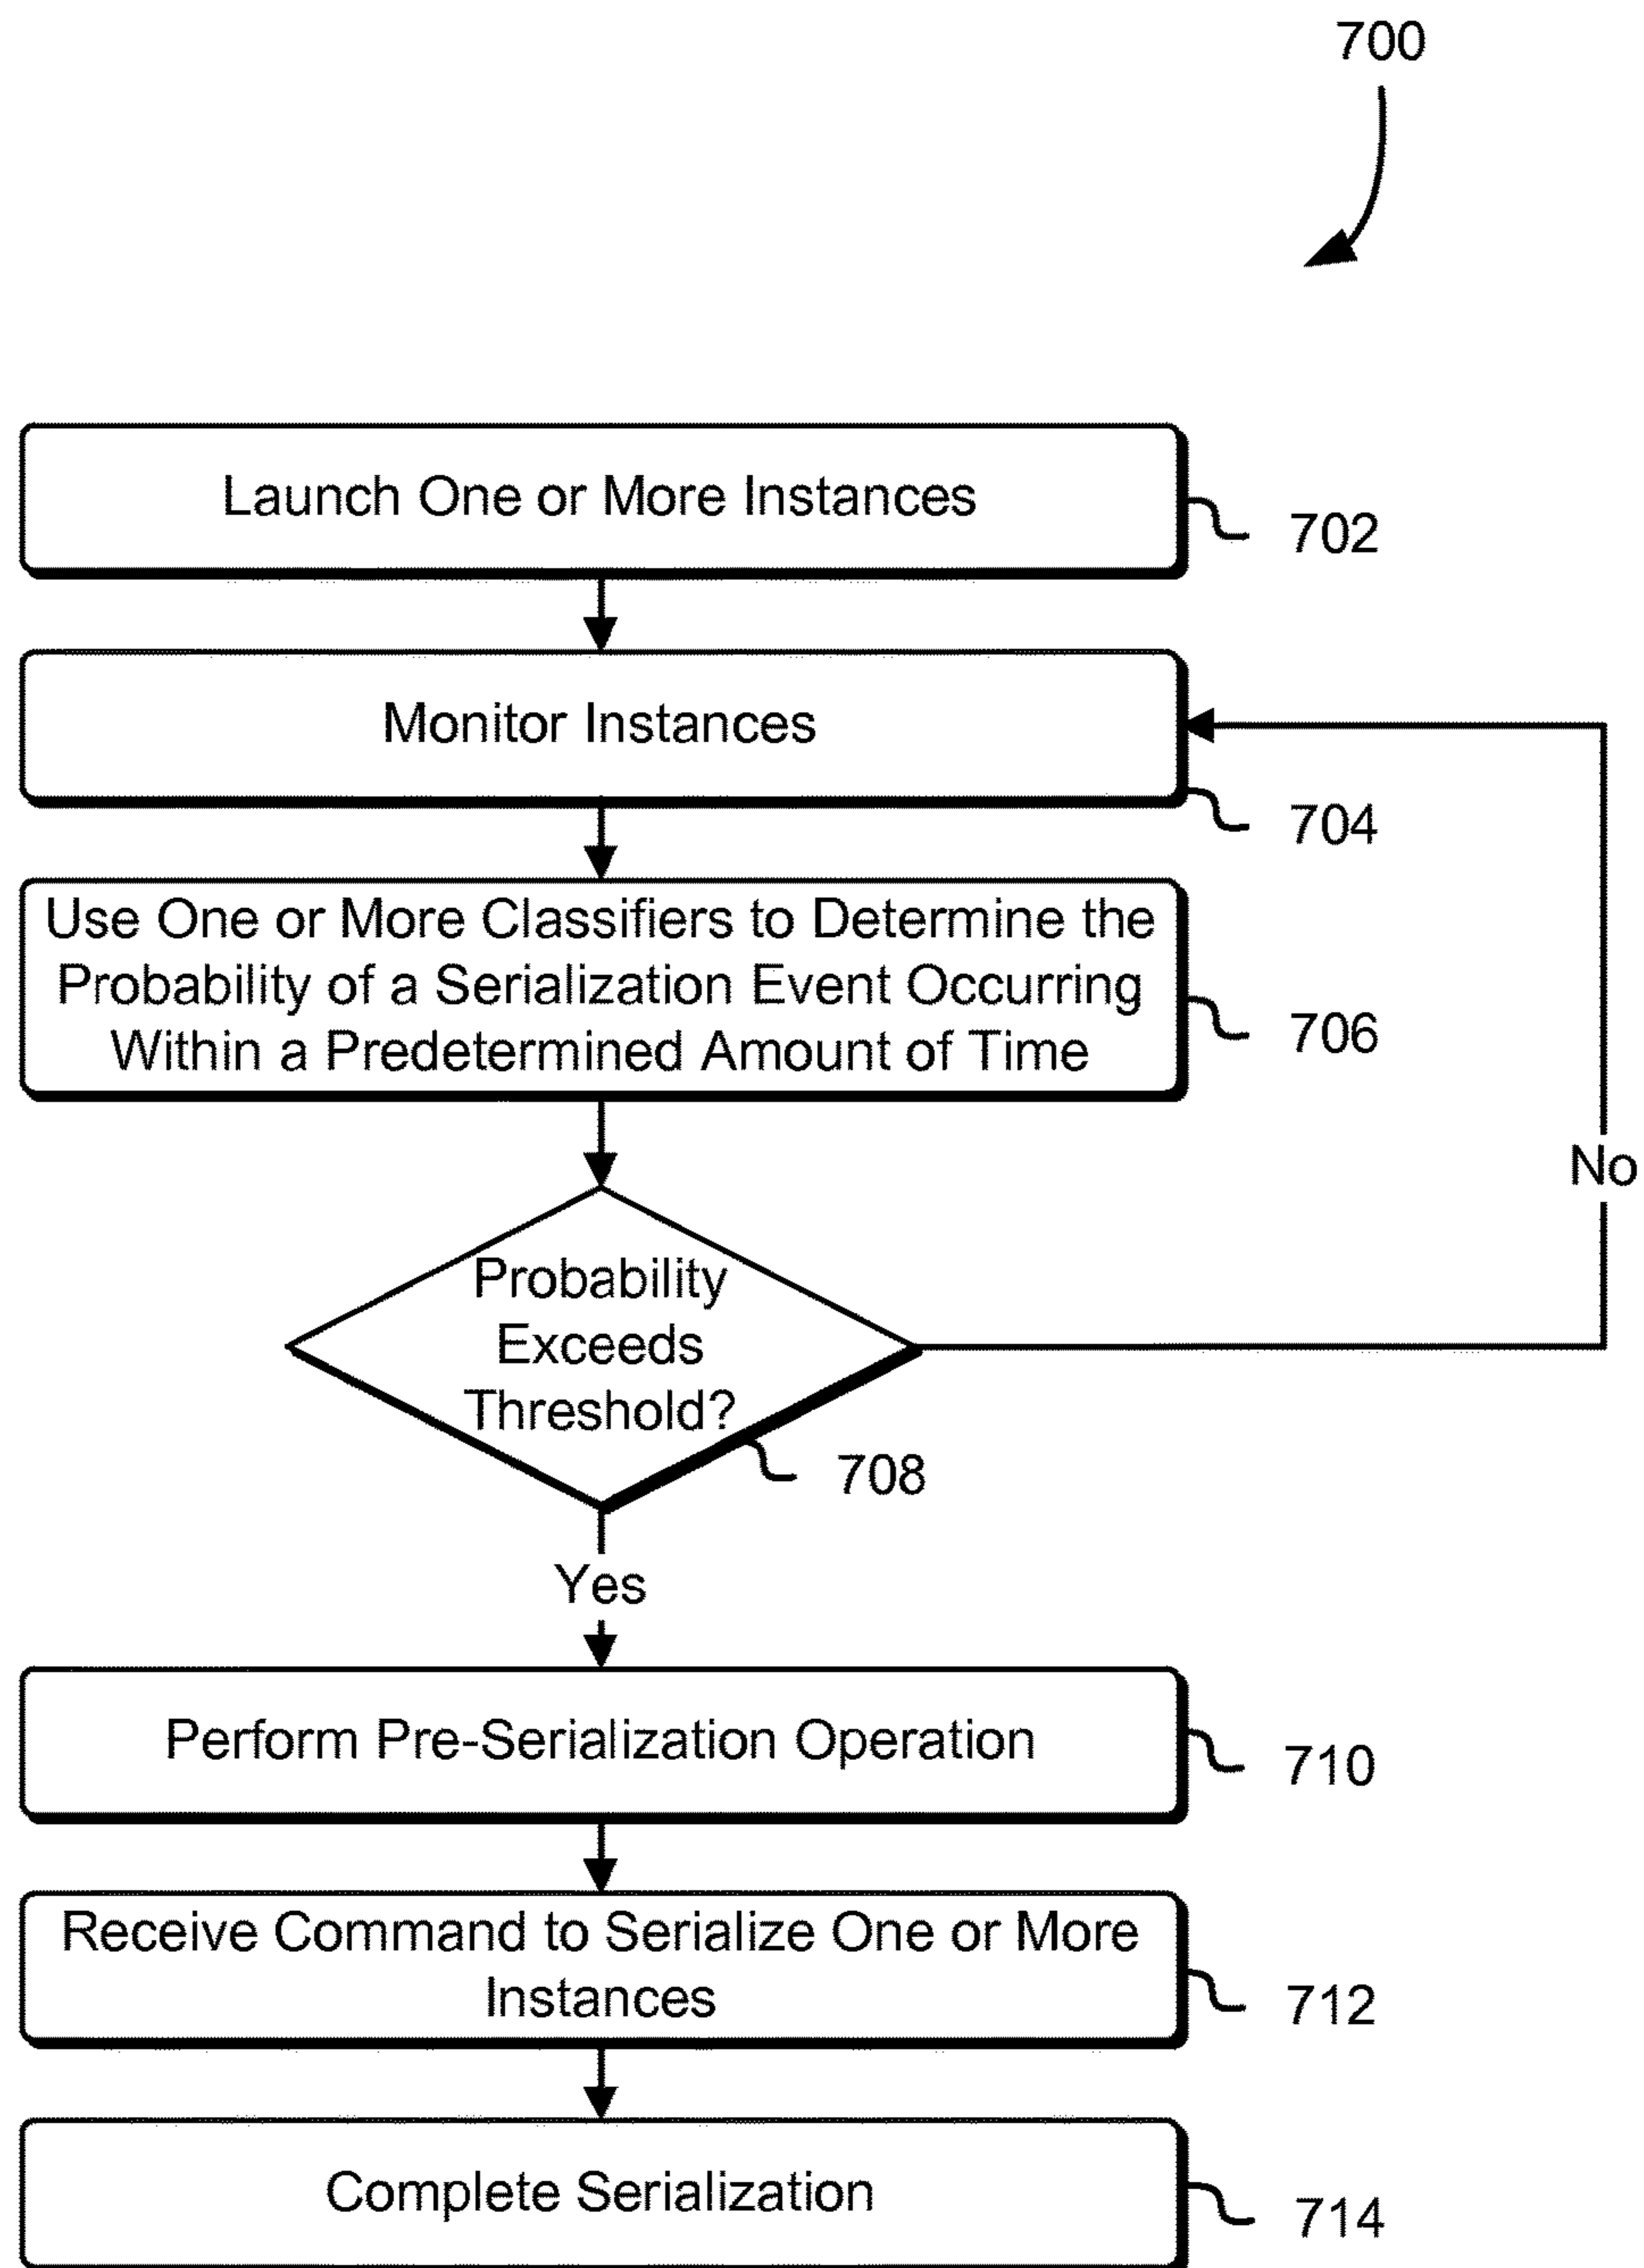 700
Launch One or More Instances
702
Monitor Instances
704
Use One or More Classifiers to Determine the
Probability of a Serialization Event Occurring
Within a Predetermined Amount of Time
706
No
Probability
Exceeds
Threshold?
708
Yes
Perform Pre-Serialization Operation
710
Receive Command to Serialize One or More
Instances
712
Complete Serialization
714